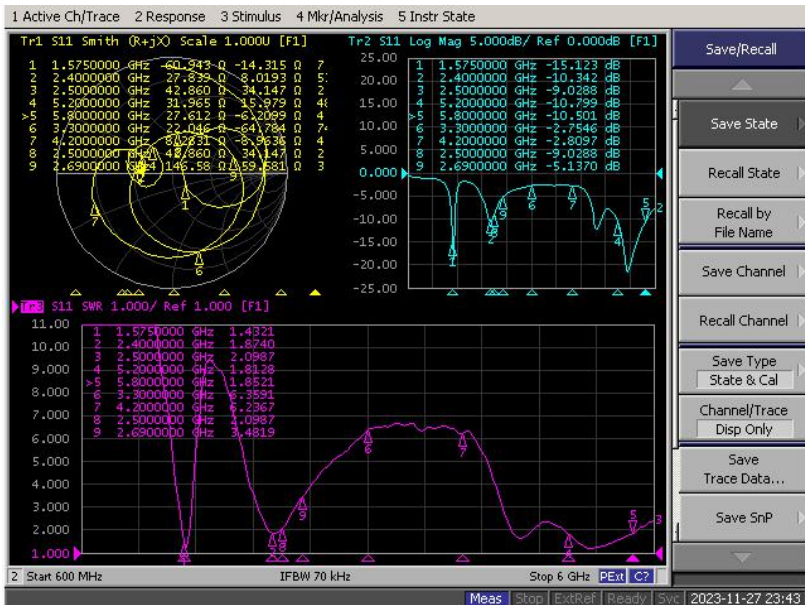 1 Active Ch/Trace 2 Response 3 Stimulus 4 Mkr/Analysis 5 Instr State
Tr1 S11 Smith (R+jX) Scale 1.000U [F1]
1 1.5750000 GHz 60.943 Ω -14.315 Ω 7
2 2.4000000 GHz 27.839 Ω 8.0193 Ω
3 2.5000000 GHz 42.860 Ω 34.147 Ω 2
4 5.2000000 GHz 31.965 Ω 15.979 Ω
>5 5.8000000 GHz 27.612 Ω -6.2099 Ω 4
6 3.3000000 GHz 22.046 Ω -64.784 Ω
7 4.2000000 GHz
8 2.5000000 GHz 42.860 Ω 34.147 Ω 2
9 2.6900000 GHz
Tr2 S11 Log Mag 5.000dB/ Ref 0.000dB [F1]
25.00
20.00
15.00
10.00
5.000
0.000
-5.000
-10.00
-15.00
-20.00
-25.00
1 1.5750000 GHz -15.123 dB
2 2.4000000 GHz -10.342 dB
3 2.5000000 GHz -9.0288 dB
4 5.2000000 GHz -10.799 dB
>5 5.8000000 GHz -10.501 dB
6 3.3000000 GHz -2.7546 dB
7 4.2000000 GHz -2.8097 dB
8 2.5000000 GHz -9.0288 dB
9 2.6900000 GHz -5.1370 dB
Tr3 S11 SWR 1.000/ Ref 1.000 [F1]
11.00
10.00
9.000
8.000
7.000
6.000
5.000
4.000
3.000
2.000
1.000
1 1.5750000 GHz 1.4321
2 2.4000000 GHz 1.8740
3 2.5000000 GHz 2.0987
4 5.2000000 GHz 1.8128
>5 5.8000000 GHz 1.8521
6 3.3000000 GHz 6.3591
7 4.2000000 GHz 6.2367
8 2.5000000 GHz 2.0987
9 2.6900000 GHz 3.4819
2 Start 600 MHz IFBW 70 kHz Stop 6 GHz PExt C?
Meas Stop ExtRef Ready Svc 2023-11-27 23:43
Save/Recall
Save State
Recall State
Recall by
File Name
Save Channel
Recall Channel
Save Type
State & Cal
Channel/Trace
Disp Only
Save
Trace Data...
Save SnP